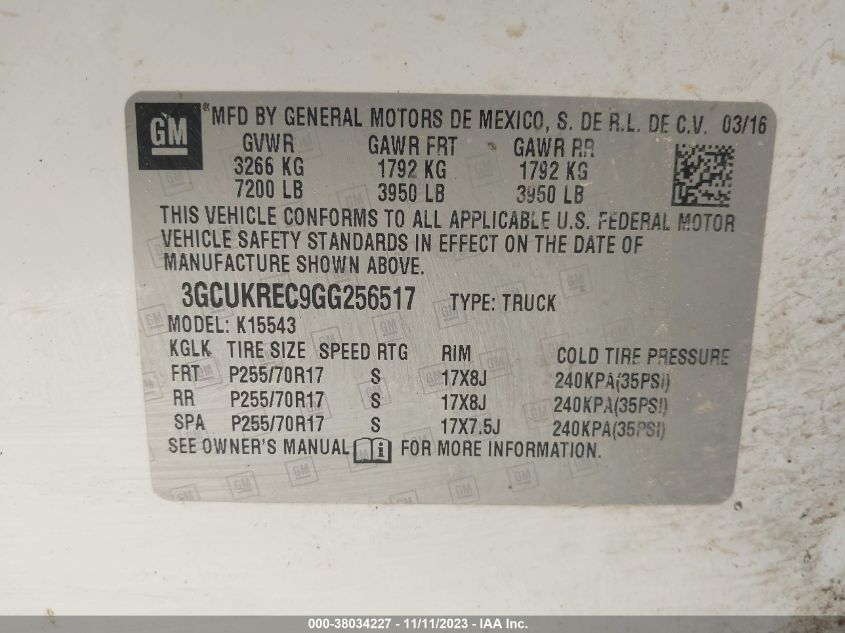 GM ® MFD BY GENERAL MOTORS DE MEXICO, S. DE R.L. DE C.V. 03/16
GVWR GAWR FRT GAWR RR
3266 KG 1792 KG 1792 KG
7200 LB 3950 LB 3950 LB
THIS VEHICLE CONFORMS TO ALL APPLICABLE U.S. FEDERAL MOTOR
VEHICLE SAFETY STANDARDS IN EFFECT ON THE DATE OF
MANUFACTURE SHOWN ABOVE.
3GCUKREC9GG256517 TYPE: TRUCK
MODEL: K15543
KGLK TIRE SIZE SPEED RTG RIM COLD TIRE PRESSURE
FRT P255/70R17 S 17X8J 240KPA(35PSI)
RR P255/70R17 S 17X8J 240KPA(35PSI)
SPA P255/70R17 S 17X7.5J 240KPA(35PSI)
SEE OWNER'S MANUAL i FOR MORE INFORMATION.
000-38034227 - 11/11/2023 - IAA Inc.